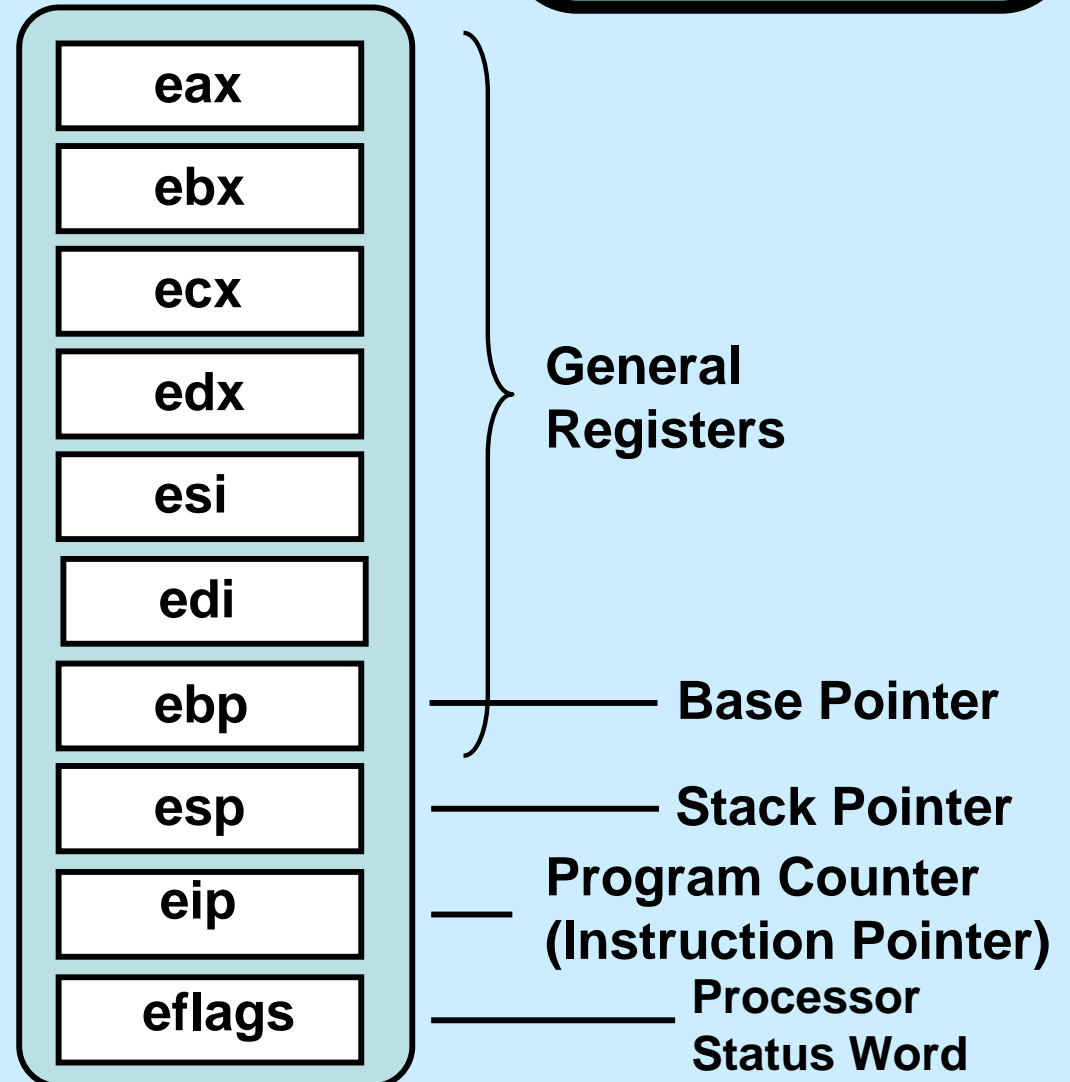 eax
ebx
ecx
edx
esi
edi
ebp
esp
eip
eflags
General
Registers
Base Pointer
Stack Pointer
Program Counter
(Instruction Pointer)
Processor
Status Word